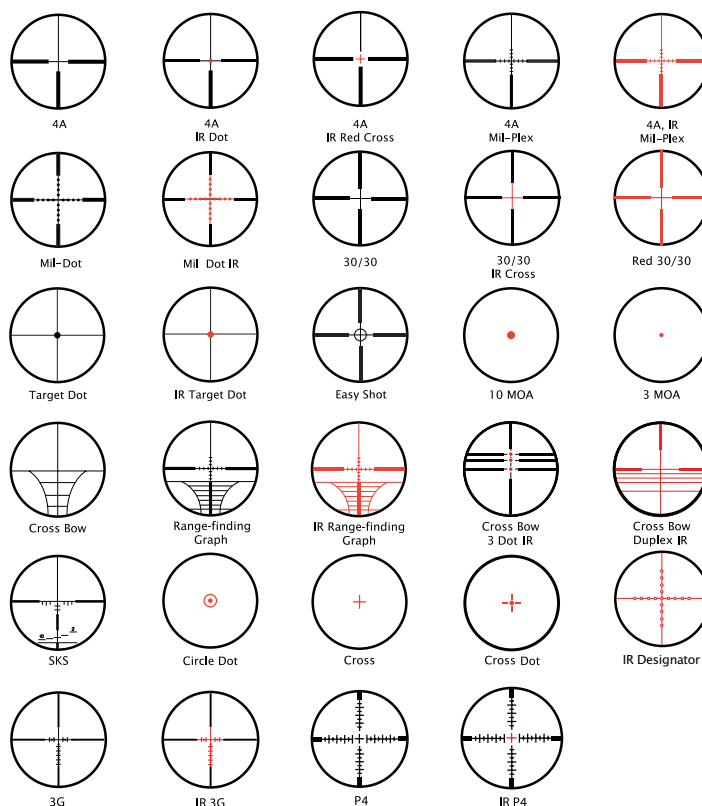 4A
4A
IR Dot
4A
IR Red Cross
4A
Mil-Plex
4A, IR
Mil-Plex
Mil-Dot
Mil Dot IR
30/30
30/30
IR Cross
Red 30/30
Target Dot
IR Target Dot
Easy Shot
10 MOA
3 MOA
Cross Bow
Range-finding
Graph
IR Range-finding
Graph
Cross Bow
3 Dot IR
Cross Bow
Duplex IR
SKS
Circle Dot
Cross
Cross Dot
IR Designator
3G
IR 3G
P4
IR P4